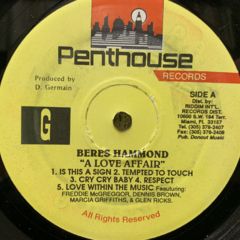 Penthouse
RECORDS
Produced by
D. Germain
Dist. by:
RIDDIM INT'L.
RECORDS DIST.
10600 S.W. 184 Terr.
Miami, FL 33157
Tel: (305) 378-2407
Fax: (305) 378-2408
Pub. Donout Music
SIDE A
G
BERES HAMMOND
"A LOVE AFFAIR"
1. IS THIS A SIGN 2. TEMPTED TO TOUCH
3. CRY CRY BABY 4. RESPECT
5. LOVE WITHIN THE MUSIC Featuring:
FREDDIE McGREGGOR, DENNIS BROWN,
MARCIA GRIFFITHS, & GLEN RICKS.
All Rights Reserved